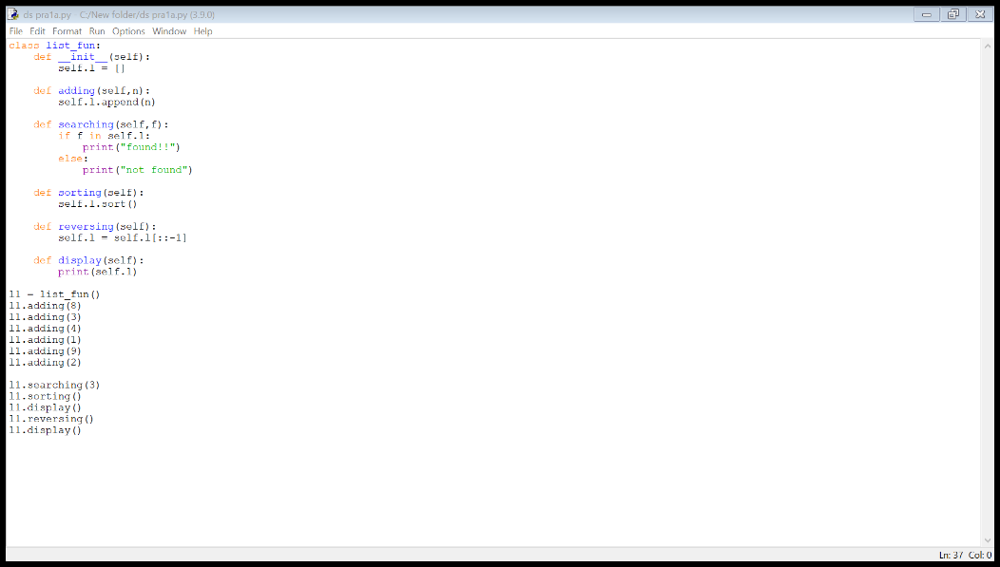 ds pra1a.py - C:/New folder/ds pra1a.py (3.9.0)
File Edit Format Run Options Window Help
class list_fun:
    def __init__(self):
        self.l = []

    def adding(self,n):
        self.l.append(n)

    def searching(self,f):
        if f in self.l:
            print("found!!")
        else:
            print("not found")

    def sorting(self):
        self.l.sort()

    def reversing(self):
        self.l = self.l[::-1]

    def display(self):
        print(self.l)

l1 = list_fun()
l1.adding(8)
l1.adding(3)
l1.adding(4)
l1.adding(1)
l1.adding(9)
l1.adding(2)

l1.searching(3)
l1.sorting()
l1.display()
l1.reversing()
l1.display()
Ln: 37 Col: 0